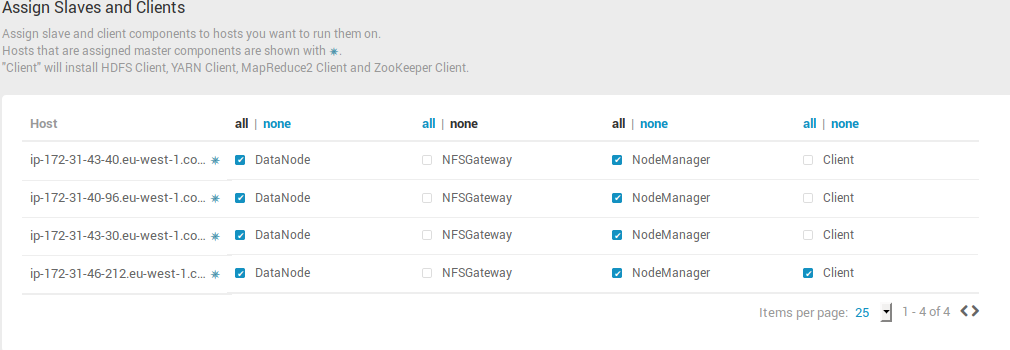 Assign Slaves and Clients
Assign slave and client components to hosts you want to run them on.
Hosts that are assigned master components are shown with ✷.
"Client" will install HDFS Client, YARN Client, MapReduce2 Client and ZooKeeper Client.
Host all | none all | none all | none all | none
ip-172-31-43-40.eu-west-1.co... ✷ DataNode NFSGateway NodeManager Client
ip-172-31-40-96.eu-west-1.co... ✷ DataNode NFSGateway NodeManager Client
ip-172-31-43-30.eu-west-1.co... ✷ DataNode NFSGateway NodeManager Client
ip-172-31-46-212.eu-west-1.c... ✷ DataNode NFSGateway NodeManager Client
Items per page: 25 1 - 4 of 4